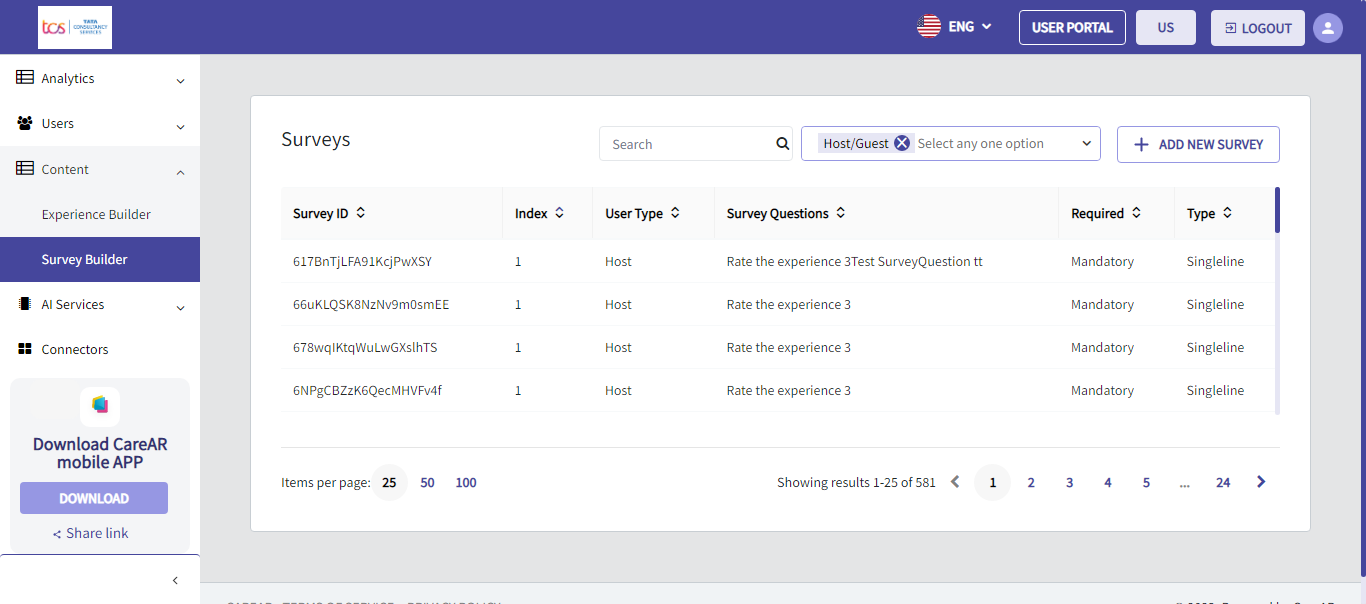 tcs TATA CONSULTANCY SERVICES
ENG USER PORTAL US LOGOUT
Analytics
Users
Content
Experience Builder
Survey Builder
AI Services
Connectors
Download CareAR
mobile APP
DOWNLOAD
Share link
Surveys Search Host/Guest Select any one option ADD NEW SURVEY
Survey ID Index User Type Survey Questions Required Type
617BnTjLFA91KcjPwXSY 1 Host Rate the experience 3Test SurveyQuestion tt Mandatory Singleline
66uKLQSK8NzNv9m0smEE 1 Host Rate the experience 3 Mandatory Singleline
678wqIKtqWuLwGXslhTS 1 Host Rate the experience 3 Mandatory Singleline
6NPgCBZzK6QecMHVFv4f 1 Host Rate the experience 3 Mandatory Singleline
Items per page: 25 50 100 Showing results 1-25 of 581 1 2 3 4 5 ... 24